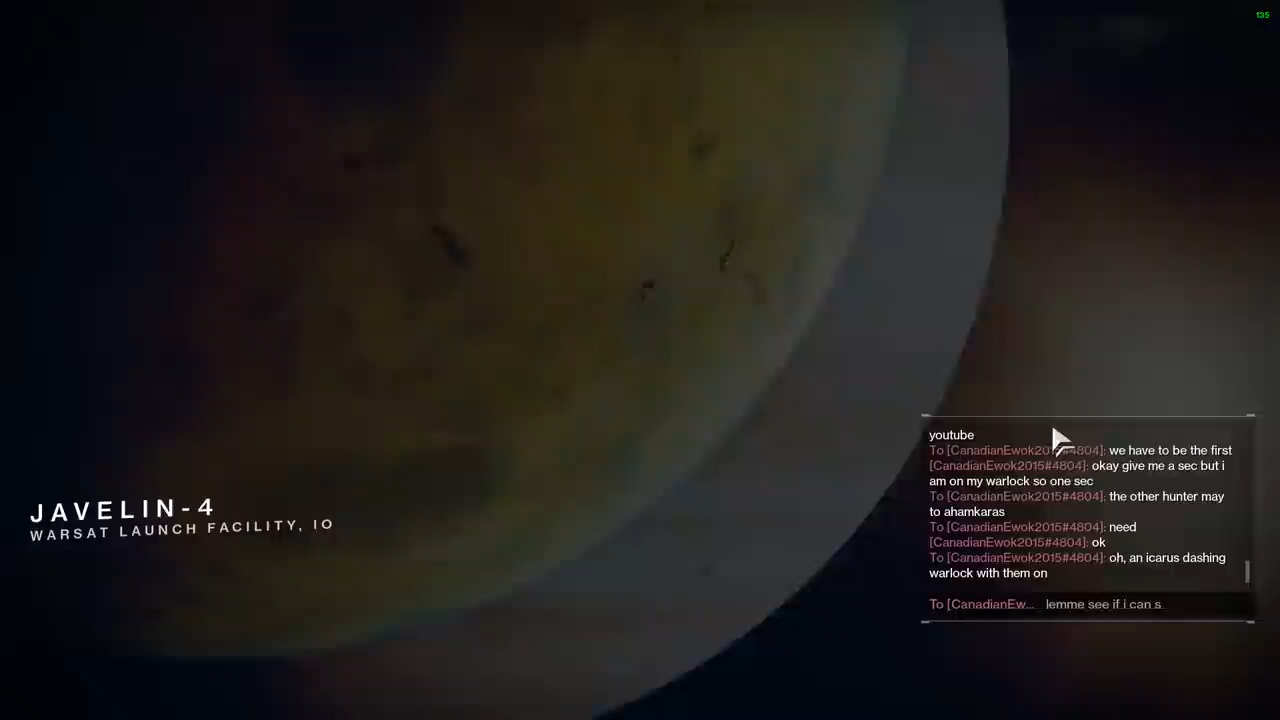 135
youtube
To [CanadianEwok2015#4804]: we have to be the first
[CanadianEwok2015#4804]: okay give me a sec but i
am on my warlock so one sec
To [CanadianEwok2015#4804]: the other hunter may
to ahamkaras
To [CanadianEwok2015#4804]: need
[CanadianEwok2015#4804]: ok
To [CanadianEwok2015#4804]: oh, an icarus dashing
warlock with them on
To [CanadianEw... lemme see if i can s
JAVELIN-4
WARSAT LAUNCH FACILITY, IO